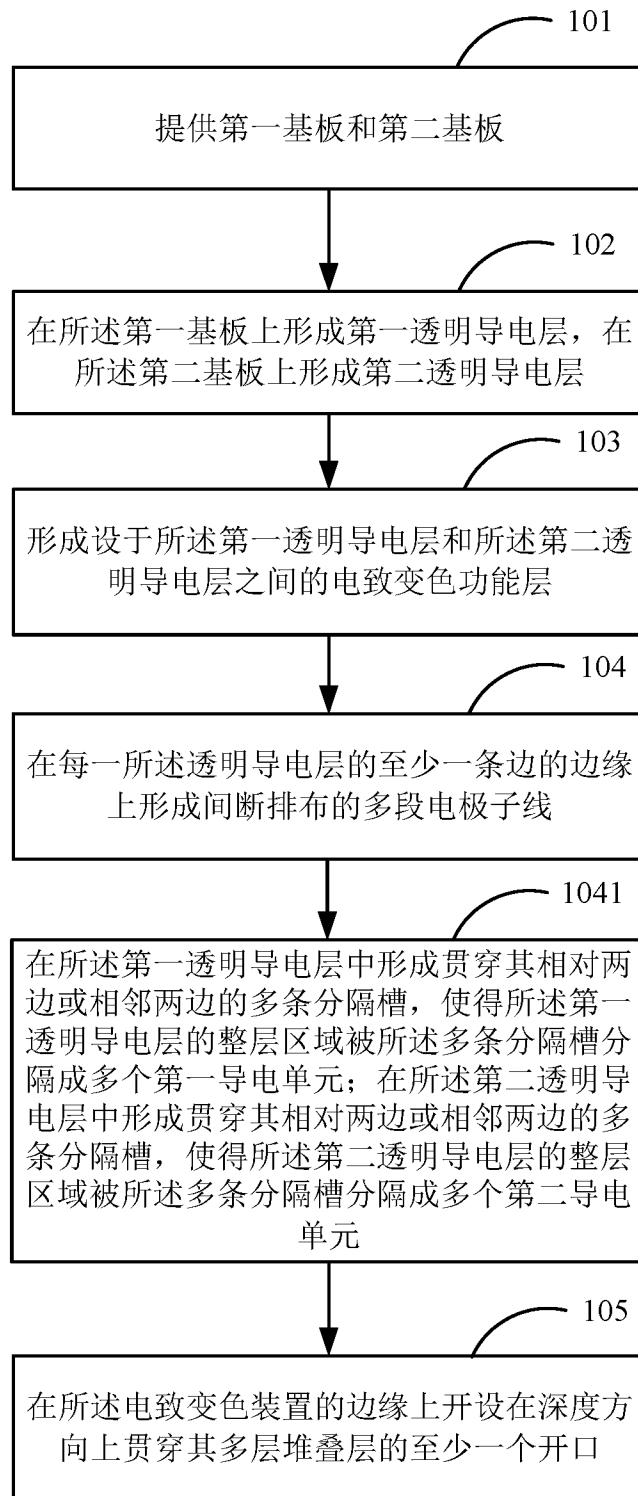 101
提供第一基板和第二基板
102
在所述第一基板上形成第一透明导电层，在
所述第二基板上形成第二透明导电层
103
形成设于所述第一透明导电层和所述第二透
明导电层之间的电致变色功能层
104
在每一所述透明导电层的至少一条边的边缘
上形成间断排布的多段电极子线
1041
在所述第一透明导电层中形成贯穿其相对两
边或相邻两边的多条分隔槽，使得所述第一
透明导电层的整层区域被所述多条分隔槽分
隔成多个第一导电单元；在所述第二透明导
电层中形成贯穿其相对两边或相邻两边的多
条分隔槽，使得所述第二透明导电层的整层
区域被所述多条分隔槽分隔成多个第二导电
单元
105
在所述电致变色装置的边缘上开设在深度方
向上贯穿其多层堆叠层的至少一个开口